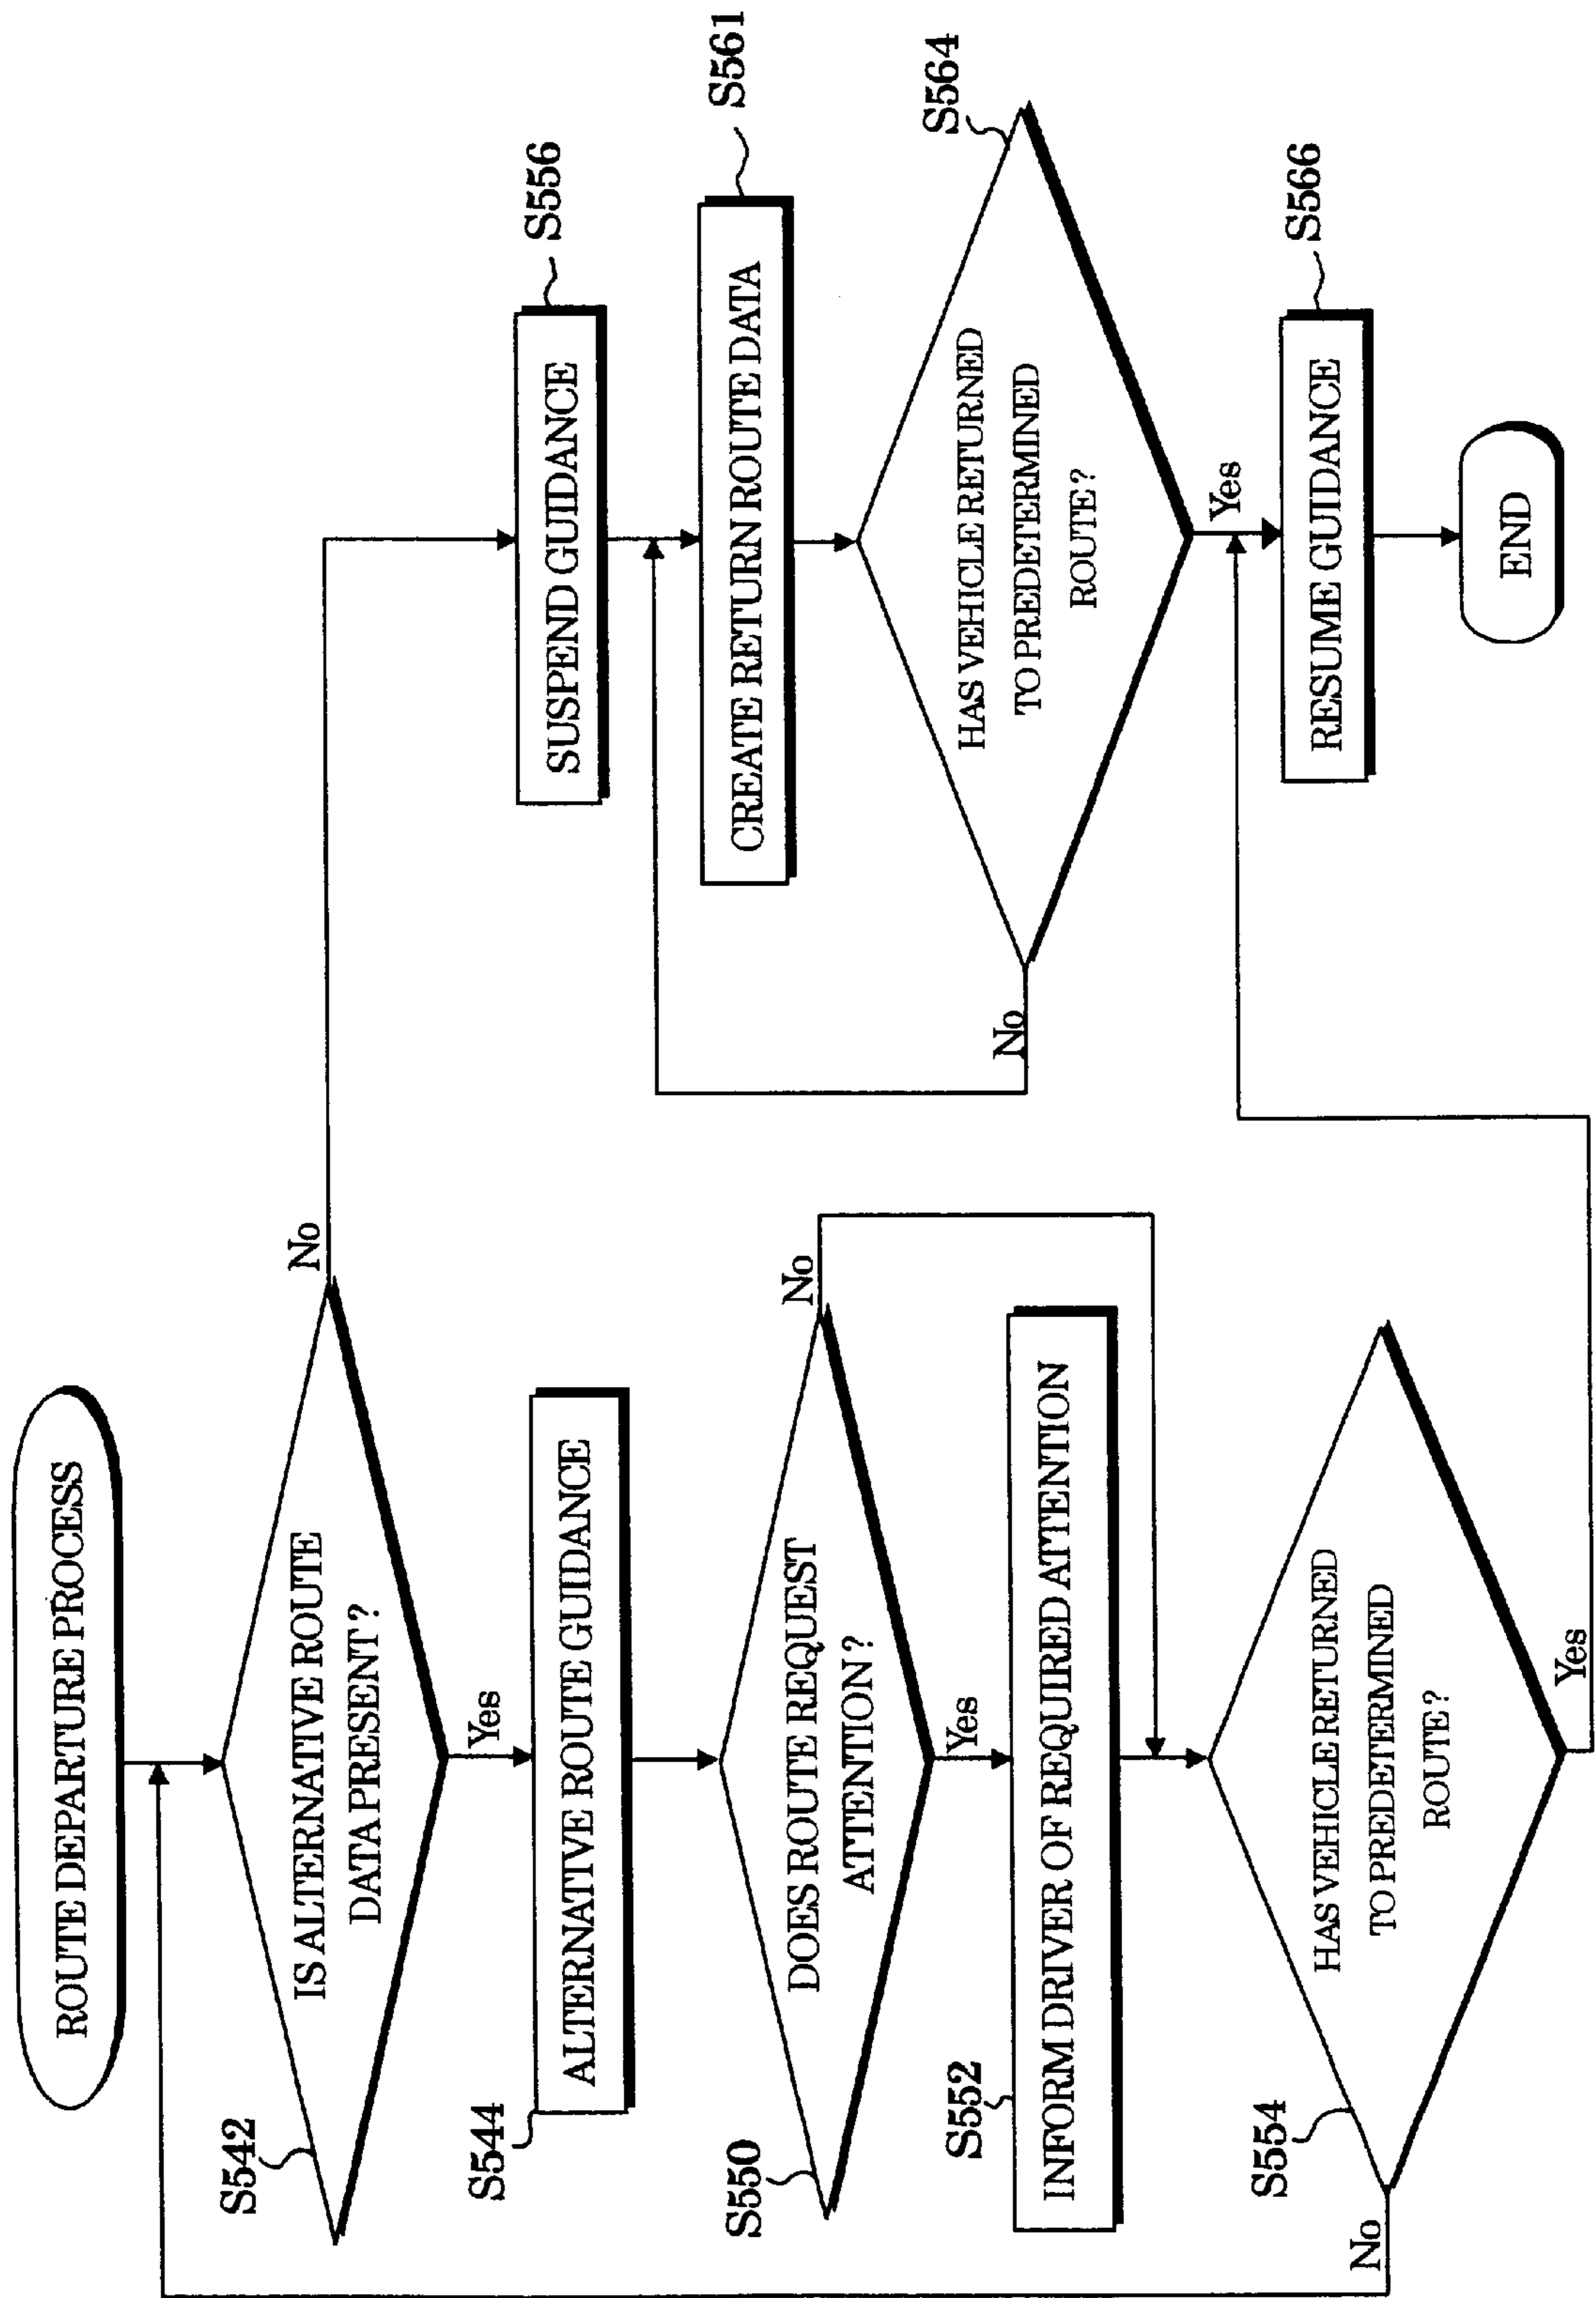 ROUTE DEPARTURE PROCESS
S542
IS ALTERNATIVE ROUTE
DATA PRESENT?
No
Yes
S544
ALTERNATIVE ROUTE GUIDANCE
S550
DOES ROUTE REQUEST
ATTENTION?
No
Yes
S552
INFORM DRIVER OF REQUIRED ATTENTION
S554
HAS VEHICLE RETURNED
TO PREDETERMINED
ROUTE?
No
Yes
S556
SUSPEND GUIDANCE
S561
CREATE RETURN ROUTE DATA
S564
HAS VEHICLE RETURNED
TO PREDETERMINED
ROUTE?
No
Yes
S566
RESUME GUIDANCE
END